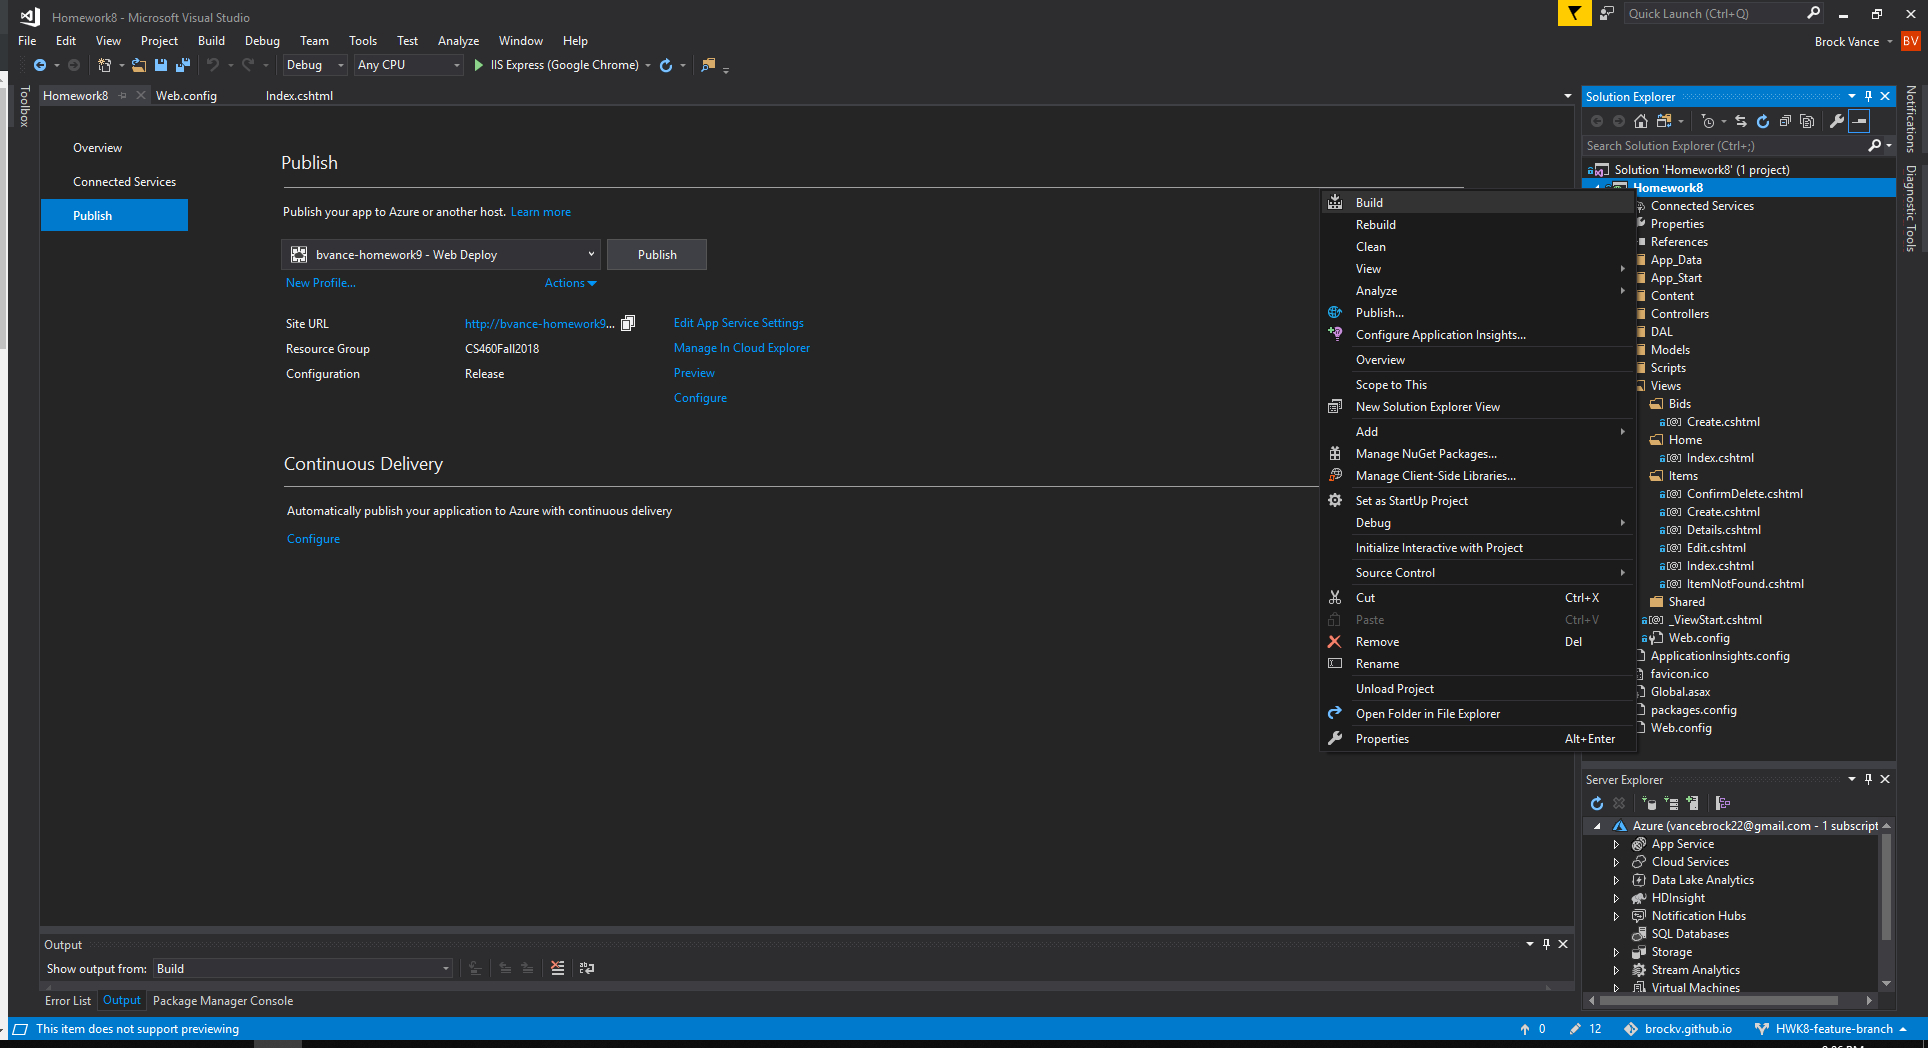 Homework8 - Microsoft Visual Studio
Quick Launch (Ctrl+Q)
File Edit View Project Build Debug Team Tools Test Analyze Window Help
Brock Vance BV
Debug Any CPU IIS Express (Google Chrome)
Toolbox
Homework8 Web.config Index.cshtml
Overview
Connected Services
Publish
Publish
Publish your app to Azure or another host. Learn more
bvance-homework9 - Web Deploy Publish
New Profile... Actions
Site URL http://bvance-homework9... Edit App Service Settings
Resource Group CS460Fall2018 Manage In Cloud Explorer
Configuration Release Preview
Configure
Continuous Delivery
Automatically publish your application to Azure with continuous delivery
Configure
Build
Rebuild
Clean
View
Analyze
Publish...
Configure Application Insights...
Overview
Scope to This
New Solution Explorer View
Add
Manage NuGet Packages...
Manage Client-Side Libraries...
Set as StartUp Project
Debug
Initialize Interactive with Project
Source Control
Cut Ctrl+X
Paste Ctrl+V
Remove Del
Rename
Unload Project
Open Folder in File Explorer
Properties Alt+Enter
Solution Explorer
Search Solution Explorer (Ctrl+;)
Solution 'Homework8' (1 project)
Homework8
Connected Services
Properties
References
App_Data
App_Start
Content
Controllers
DAL
Models
Scripts
Views
Bids
Create.cshtml
Home
Index.cshtml
Items
ConfirmDelete.cshtml
Create.cshtml
Details.cshtml
Edit.cshtml
Index.cshtml
ItemNotFound.cshtml
Shared
_ViewStart.cshtml
Web.config
ApplicationInsights.config
favicon.ico
Global.asax
packages.config
Web.config
Notifications
Diagnostic Tools
Server Explorer
Azure (vancebrock22@gmail.com - 1 subscript
App Service
Cloud Services
Data Lake Analytics
HDInsight
Notification Hubs
SQL Databases
Storage
Stream Analytics
Virtual Machines
Output
Show output from: Build
Error List Output Package Manager Console
This item does not support previewing
0 12 brockv.github.io HWK8-feature-branch